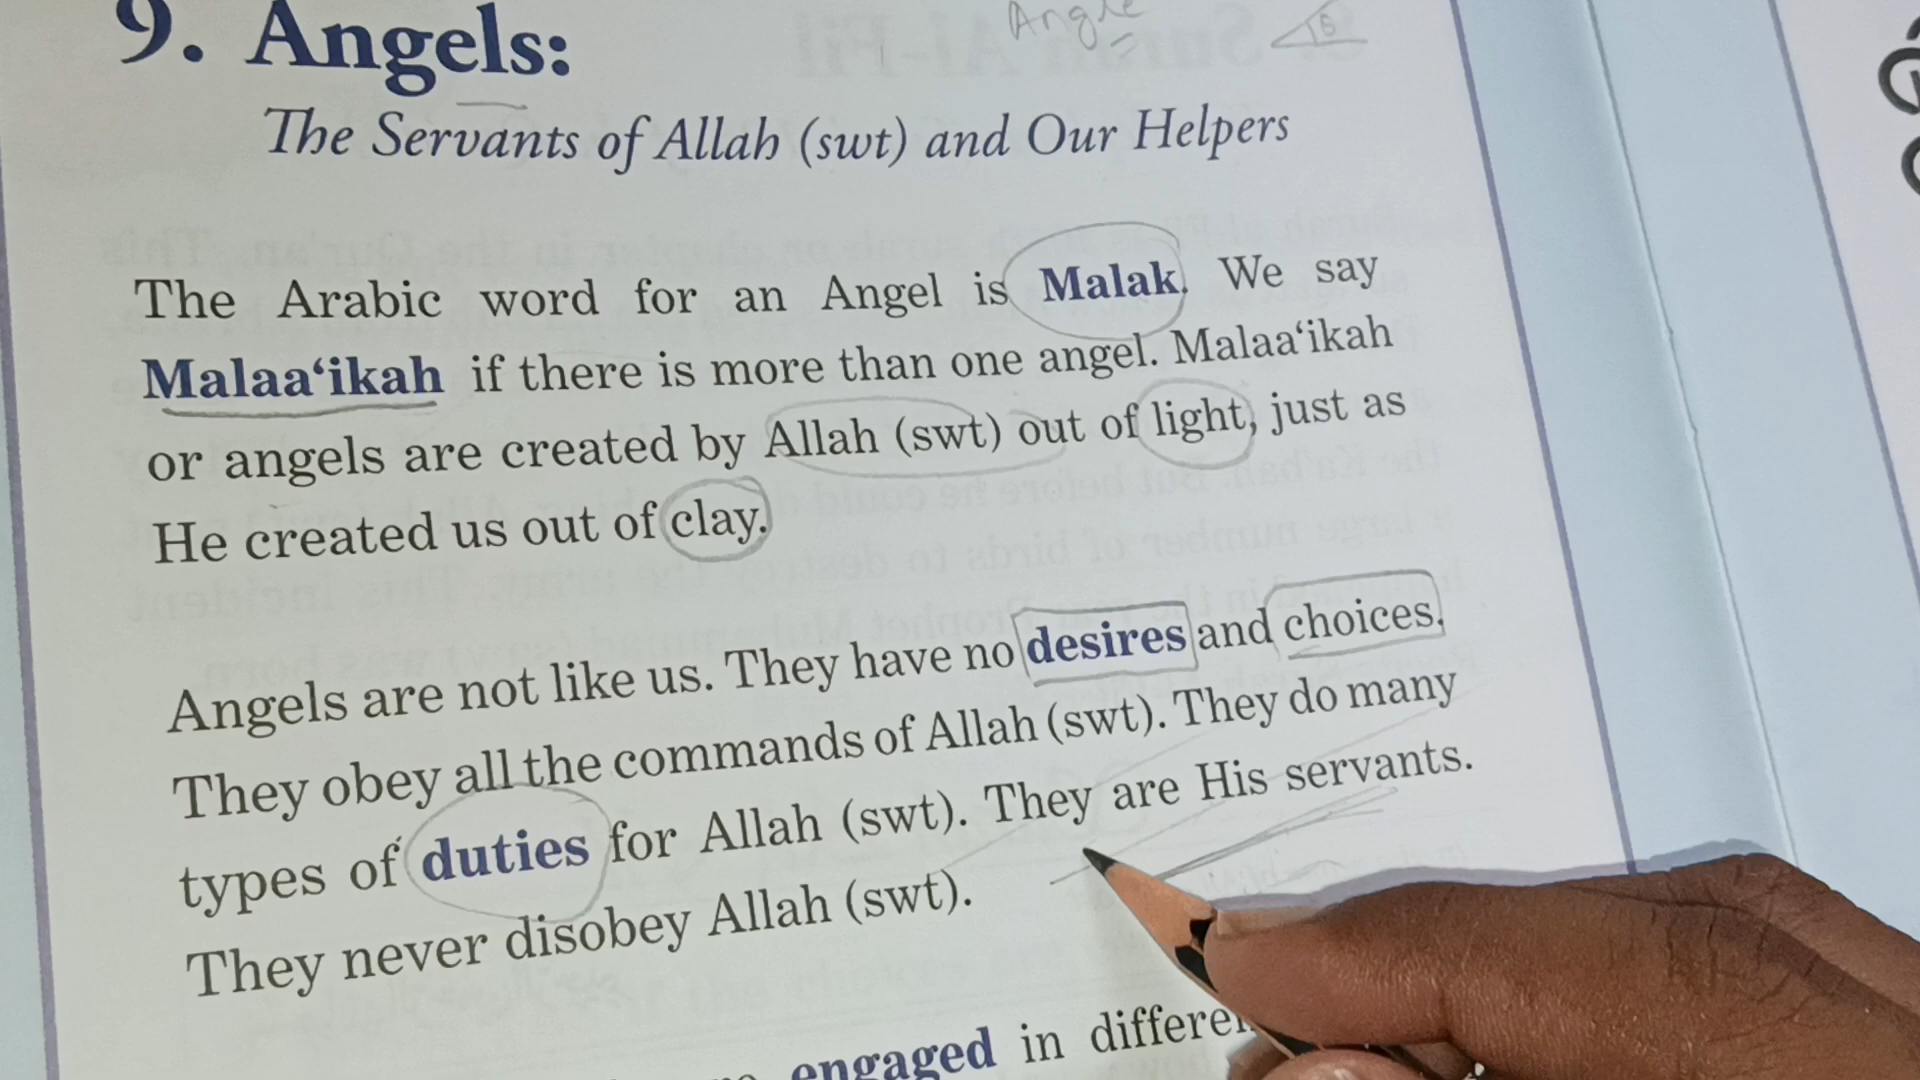 Angle
15
9. Angels:
The Servants of Allah (swt) and Our Helpers
The Arabic word for an Angel is Malak. We say
Malaa‘ikah if there is more than one angel. Malaa‘ikah
or angels are created by Allah (swt) out of light, just as
He created us out of clay.
Angels are not like us. They have no desires and choices.
They obey all the commands of Allah (swt). They do many
types of duties for Allah (swt). They are His servants.
They never disobey Allah (swt).
engaged in